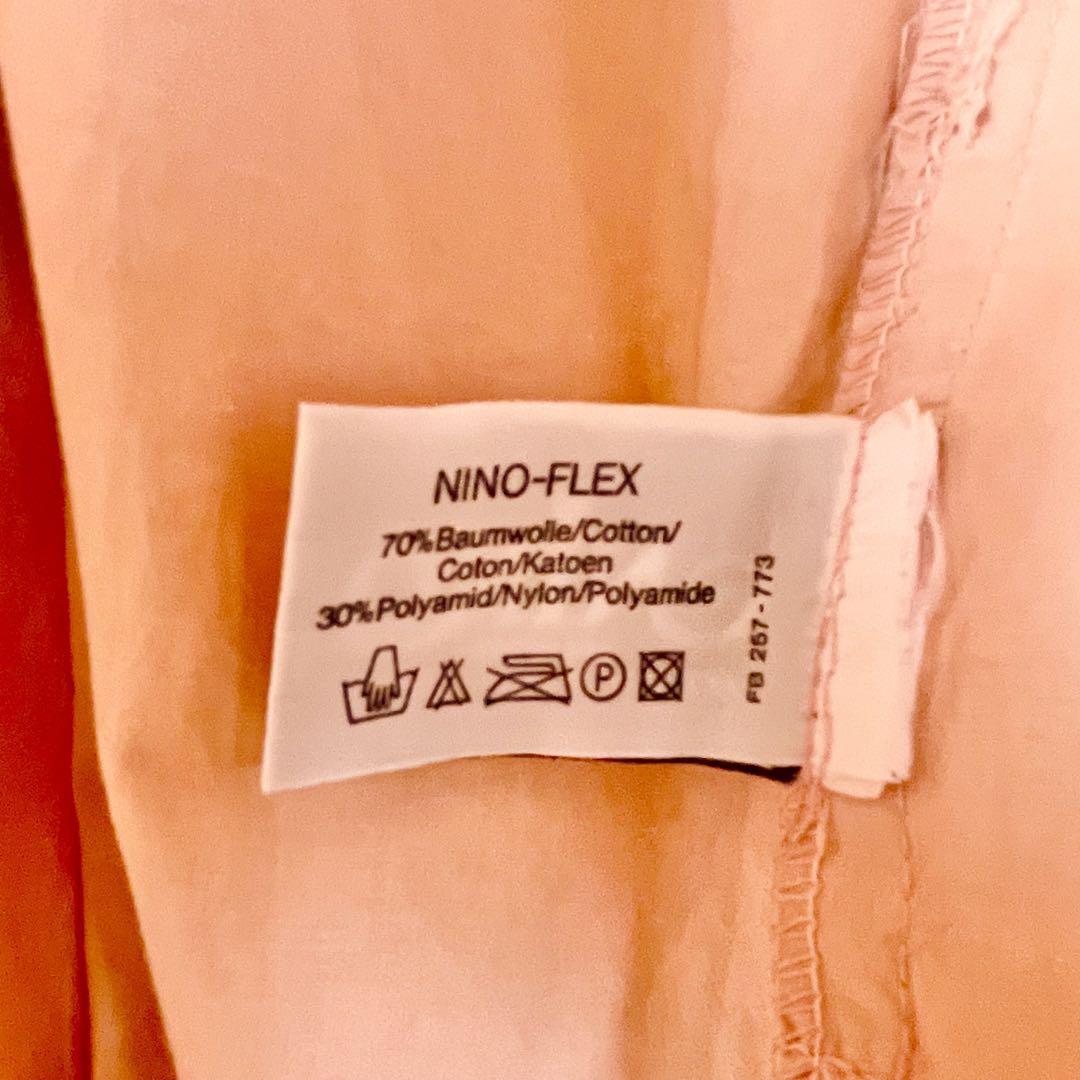 NINO-FLEX
70%Baumwolle/Cotton/
Coton/Katoen
30%Polyamid/Nylon/Polyamide
P
FB 257-773